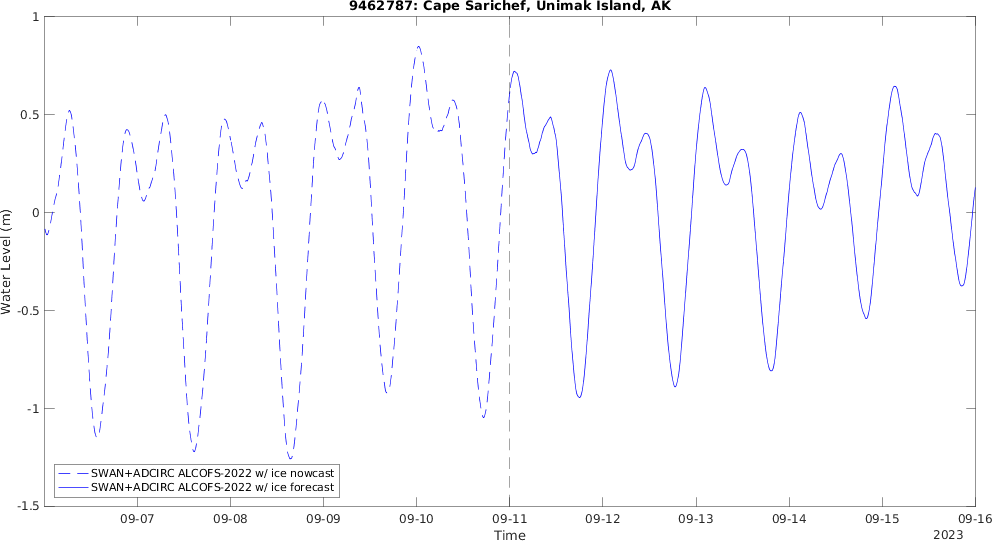 9462787: Cape Sarichef, Unimak Island, AK
1
0.5
0
-0.5
-1
-1.5
Water Level (m)
SWAN+ADCIRC ALCOFS-2022 w/ ice nowcast
SWAN+ADCIRC ALCOFS-2022 w/ ice forecast
09-07 09-08 09-09 09-10 09-11 09-12 09-13 09-14 09-15 09-16
Time
2023